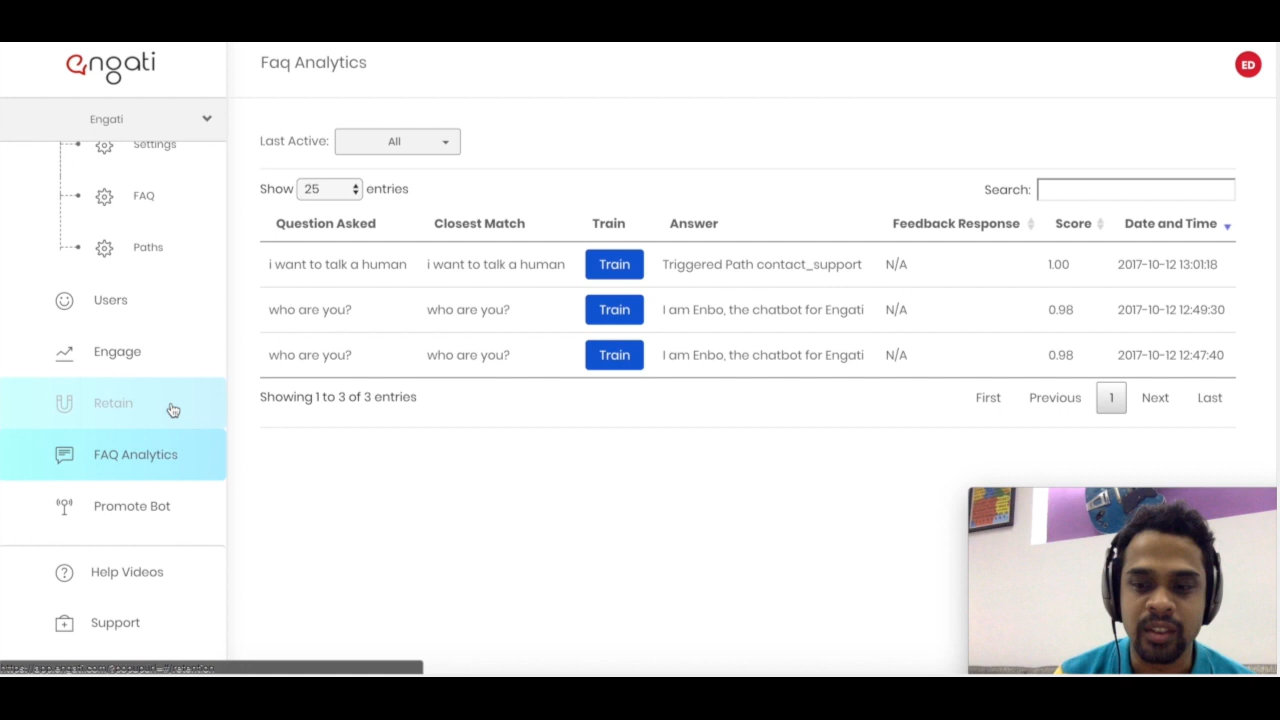 engati
Faq Analytics
ED
Engati
Last Active: All
Settings
Show 25 entries
Search:
FAQ
Question Asked Closest Match Train Answer Feedback Response Score Date and Time
Paths
i want to talk a human i want to talk a human Train Triggered Path contact_support N/A 1.00 2017-10-12 13:01:18
Users
who are you? who are you? Train I am Enbo, the chatbot for Engati N/A 0.98 2017-10-12 12:49:30
Engage
who are you? who are you? Train I am Enbo, the chatbot for Engati N/A 0.98 2017-10-12 12:47:40
Retain
Showing 1 to 3 of 3 entries
First Previous 1 Next Last
FAQ Analytics
Promote Bot
Help Videos
Support